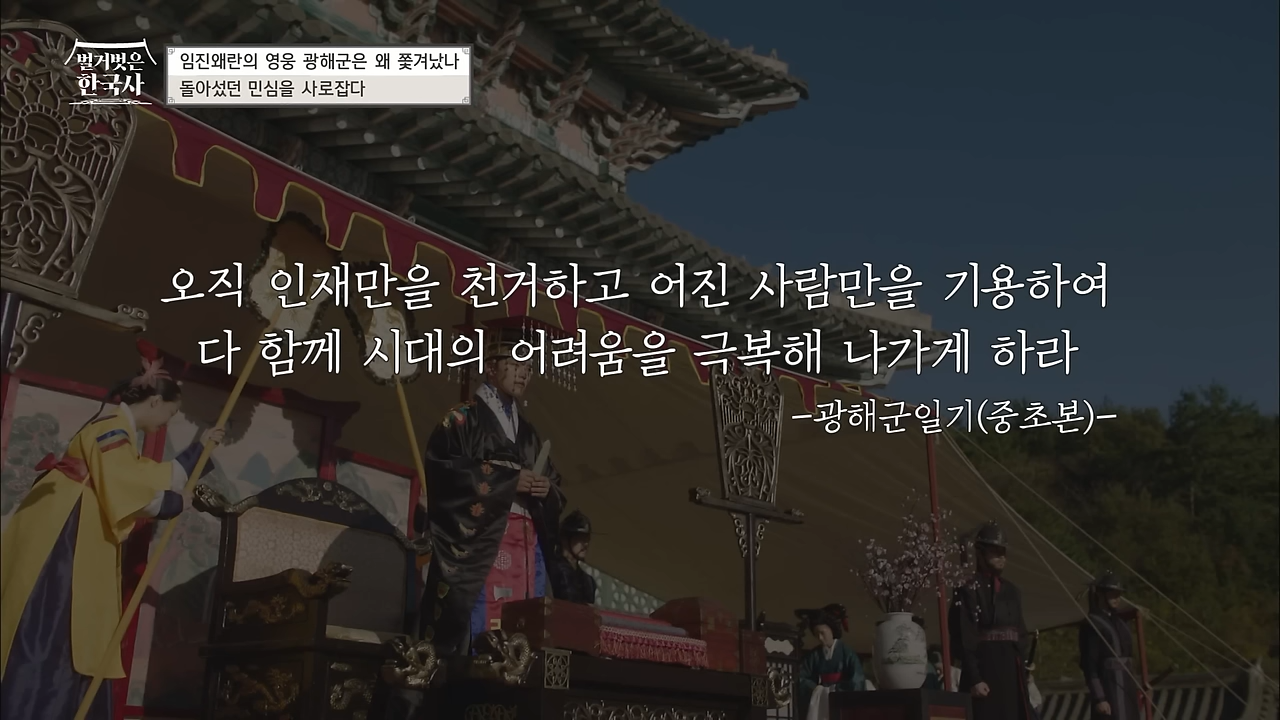 벌거벗은
한국사
임진왜란의 영웅 광해군은 왜 쫓겨났나
돌아섰던 민심을 사로잡다
오직 인재만을 천거하고 어진 사람만을 기용하여
다 함께 시대의 어려움을 극복해 나가게 하라
-광해군일기(중초본)-